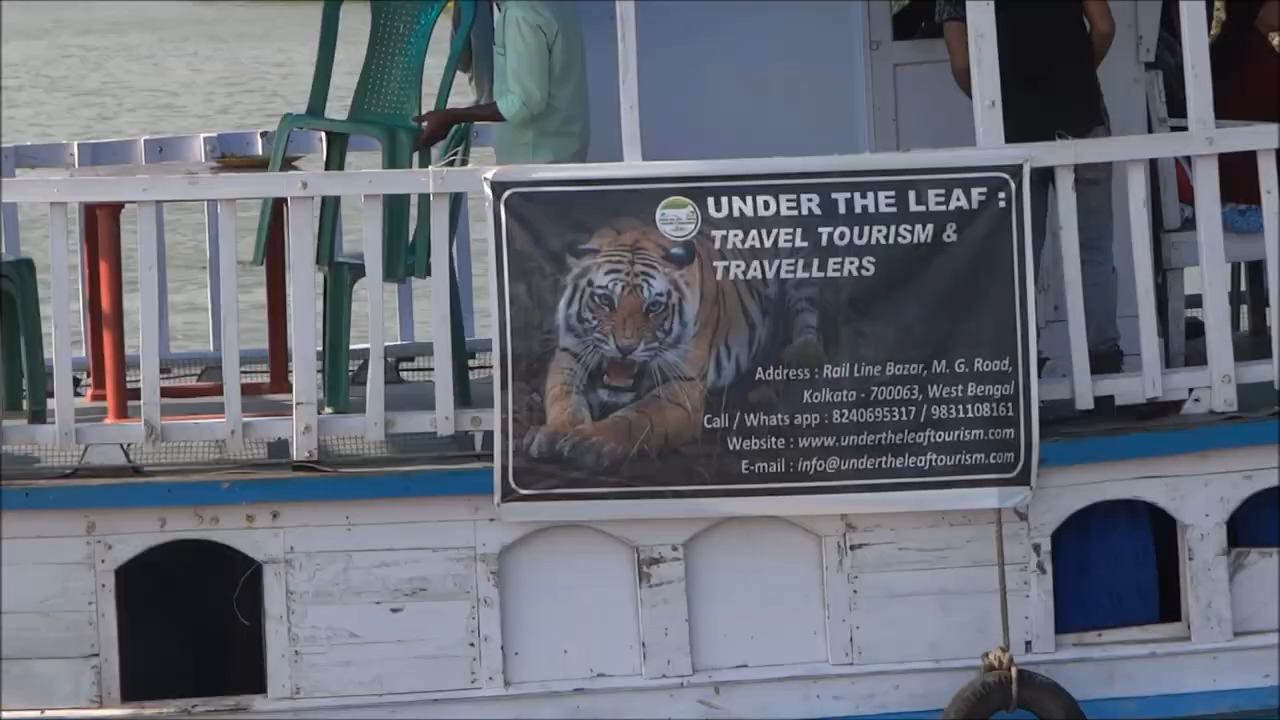 UNDER THE LEAF :
TRAVEL TOURISM &
TRAVELLERS
Address : Rail Line Bazar, M. G. Road,
Kolkata - 700063, West Bengal
Call / Whats app : 8240695317 / 9831108161
Website : www.undertheleaftourism.com
E-mail : info@undertheleaftourism.com